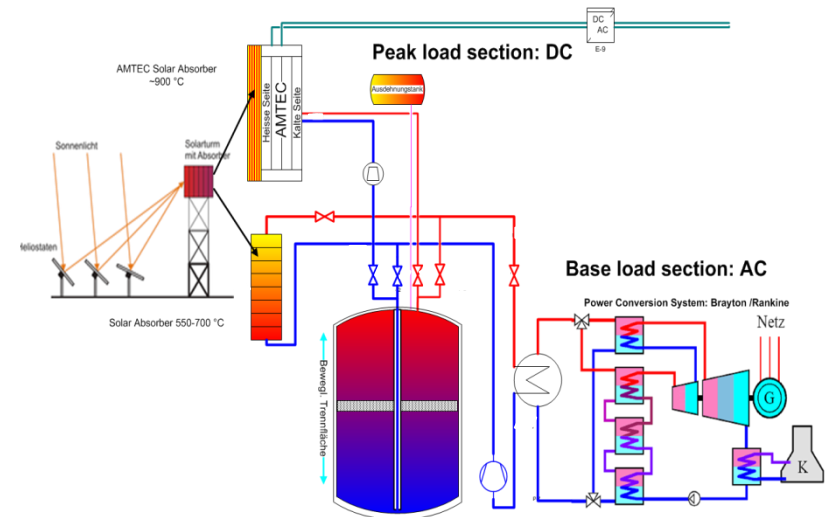 DC
AC
E-9
Peak load section: DC
AMTEC Solar Absorber
~900 °C
Ausdehnungstank
Heisse Seite
AMTEC
Kalte Seite
Sonnenlicht
Solarturm
mit Absorber
Heliostaten
Base load section: AC
Power Conversion System: Brayton /Rankine
Netz
Solar Absorber 550-700 °C
Bewegl. Trennfläche
G
K